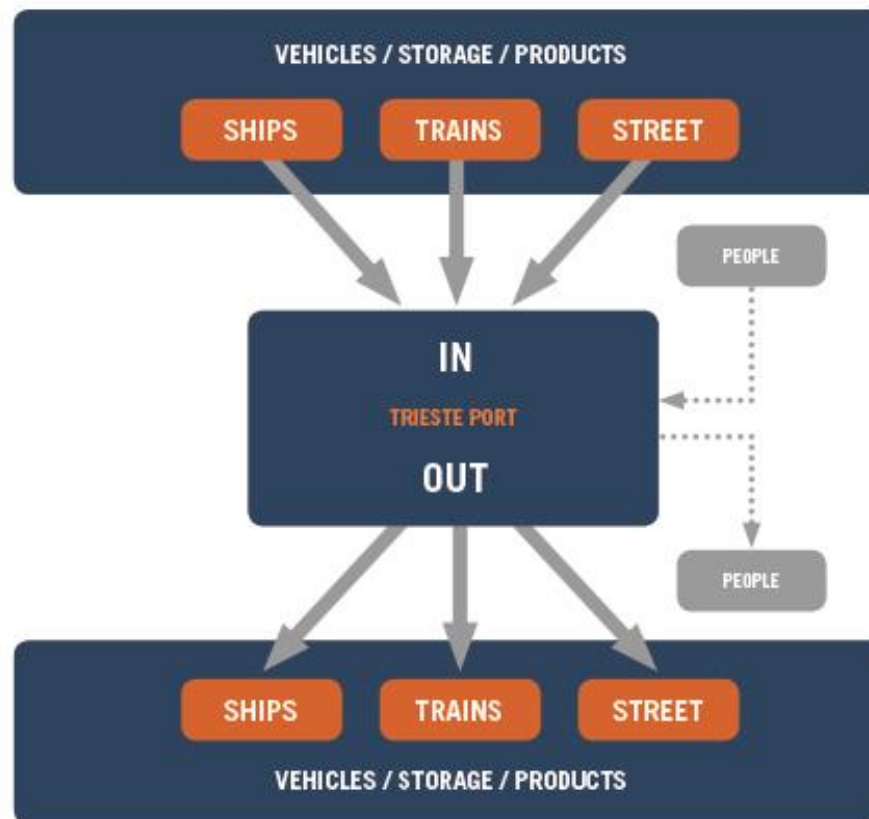 VEHICLES / STORAGE / PRODUCTS
SHIPS
TRAINS
STREET
PEOPLE
IN
TRIESTE PORT
OUT
PEOPLE
SHIPS
TRAINS
STREET
VEHICLES / STORAGE / PRODUCTS